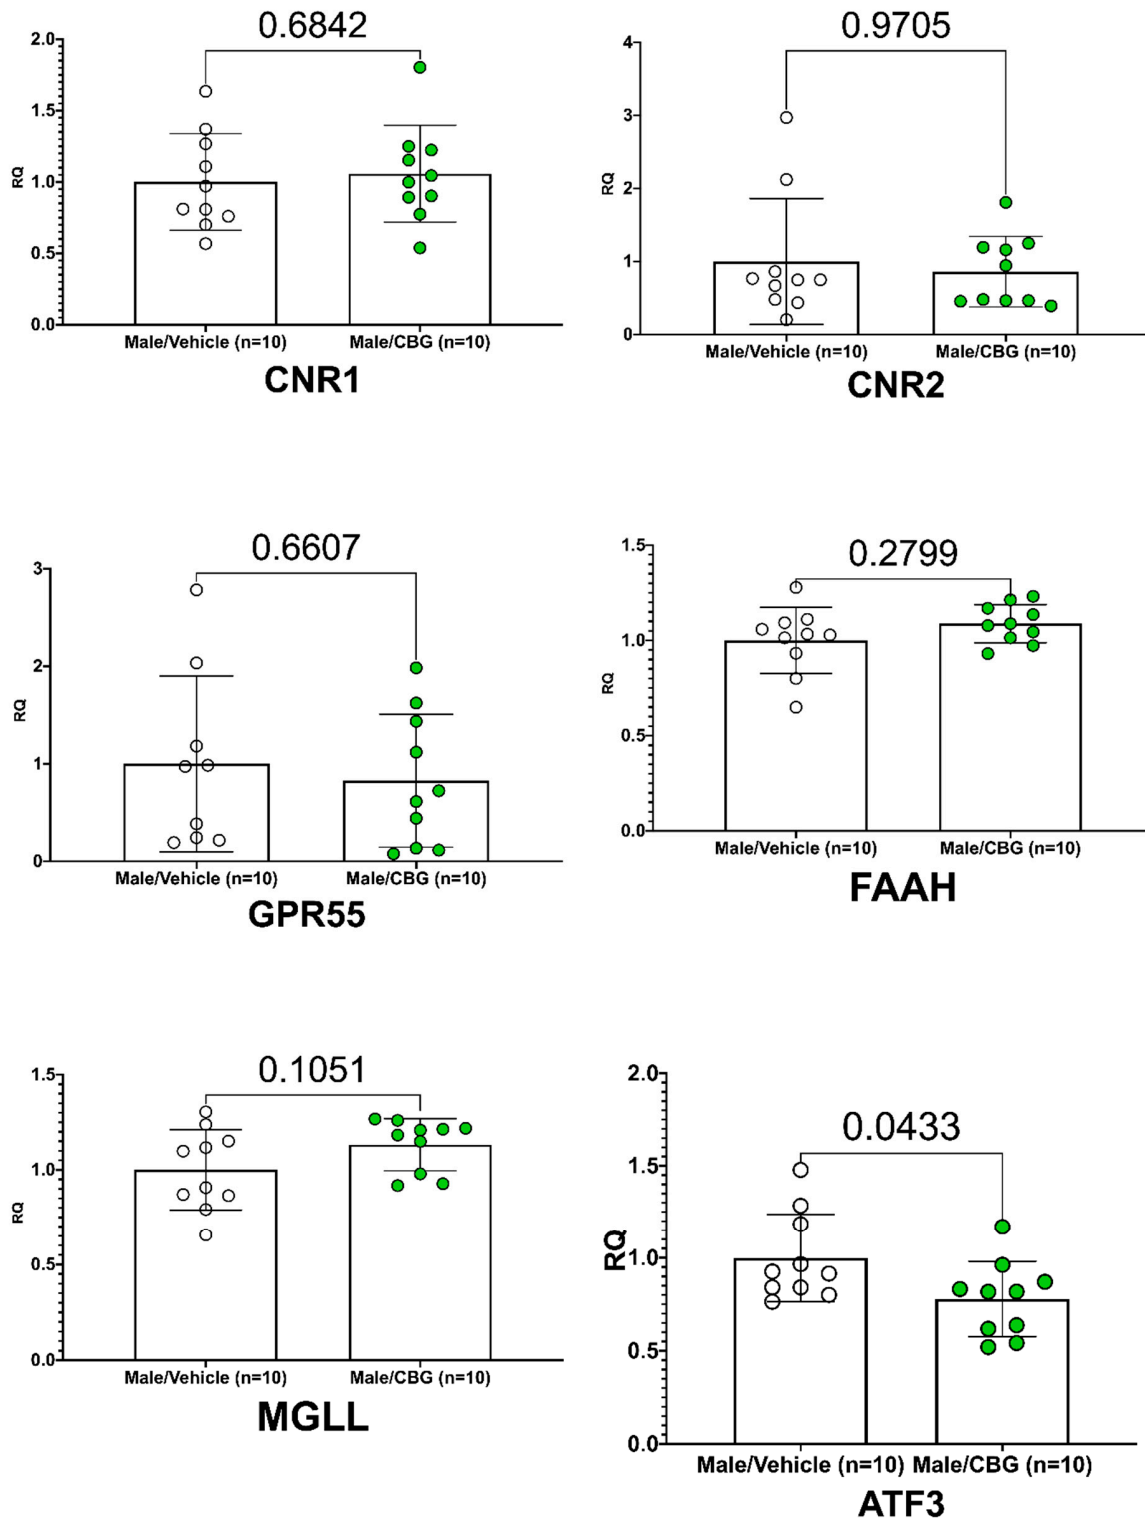 0.6842
2.0
1.5
1.0
0.5
0.0
RQ
Male/Vehicle (n=10) Male/CBG (n=10)
CNR1
0.9705
4
3
2
1
0
RQ
Male/Vehicle (n=10) Male/CBG (n=10)
CNR2
0.6607
3
2
1
0
RQ
Male/Vehicle (n=10) Male/CBG (n=10)
GPR55
0.2799
1.5
1.0
0.5
0.0
RQ
Male/Vehicle (n=10) Male/CBG (n=10)
FAAH
0.1051
1.5
1.0
0.5
0.0
RQ
Male/Vehicle (n=10) Male/CBG (n=10)
MGLL
0.0433
2.0
1.5
1.0
0.5
0.0
RQ
Male/Vehicle (n=10) Male/CBG (n=10)
ATF3